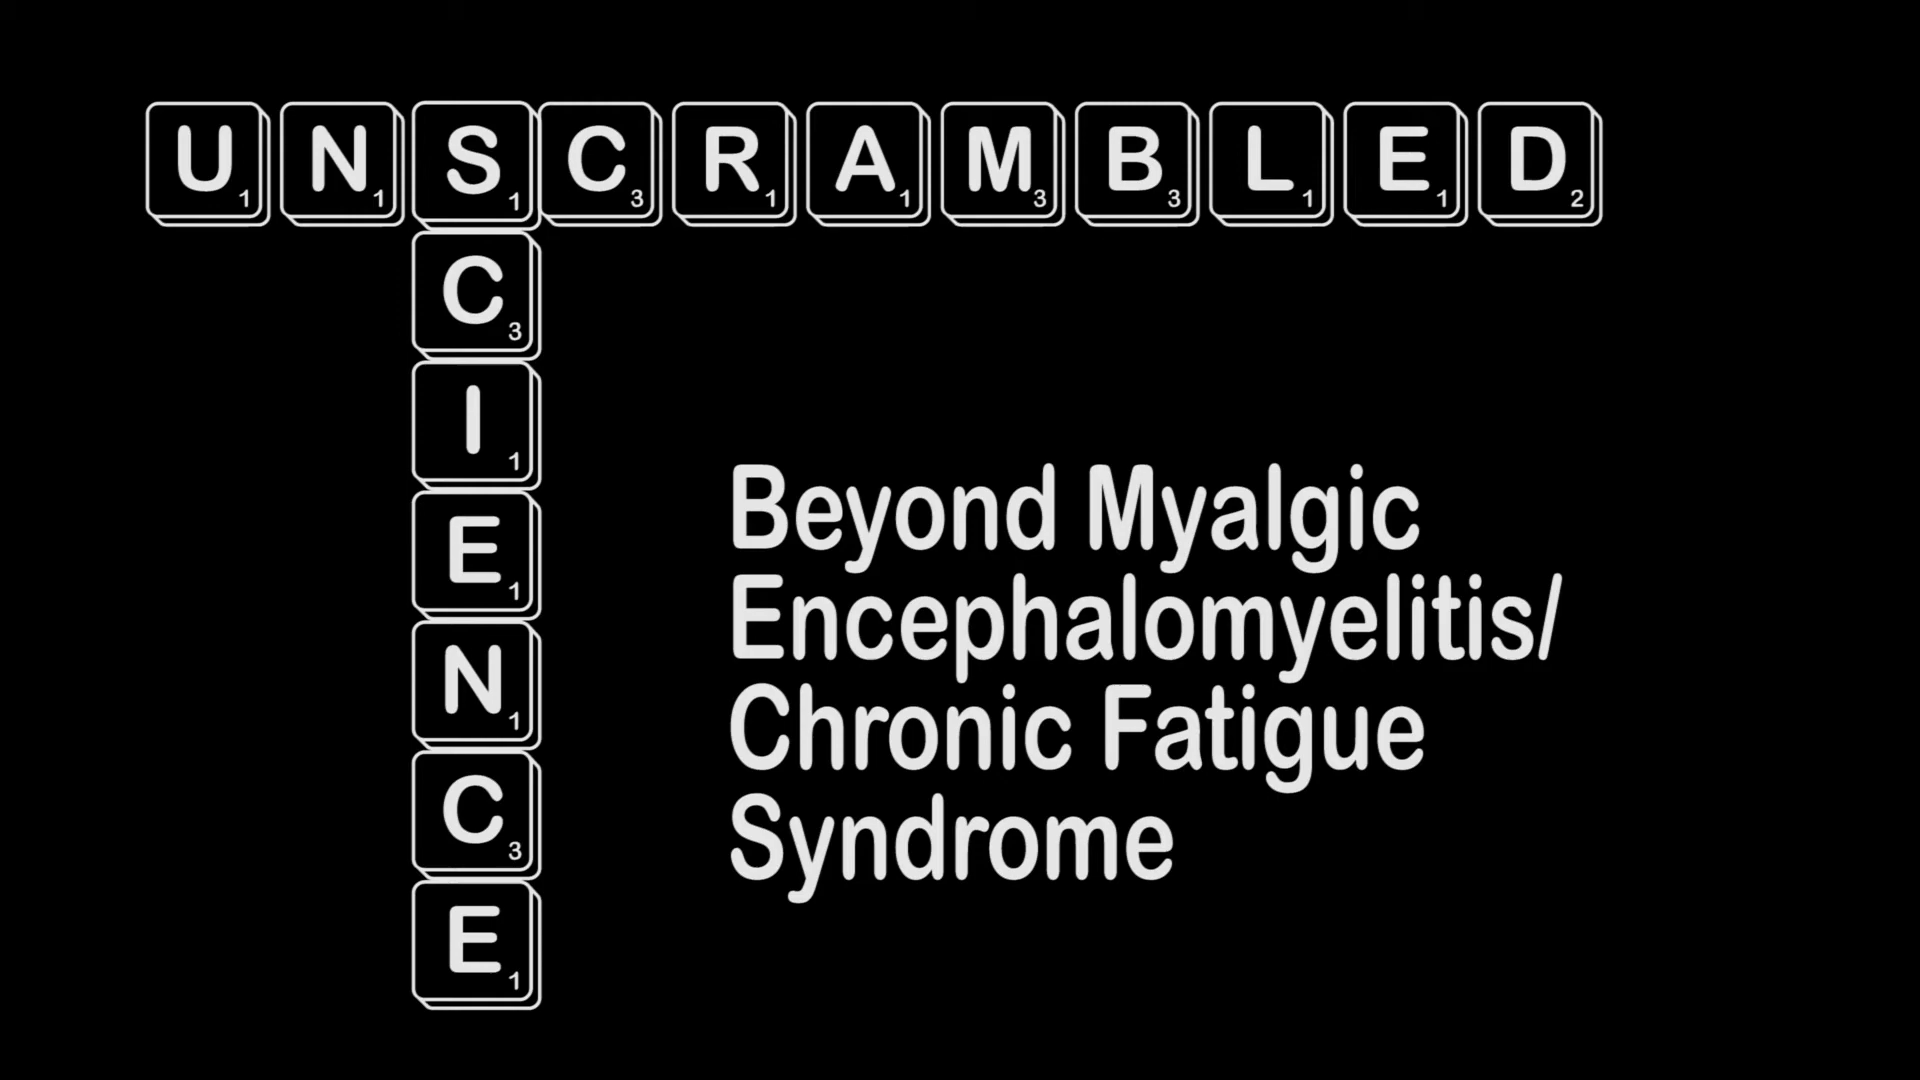 UNSCRAMBLED
SCIENCE
Beyond Myalgic
Encephalomyelitis/
Chronic Fatigue
Syndrome